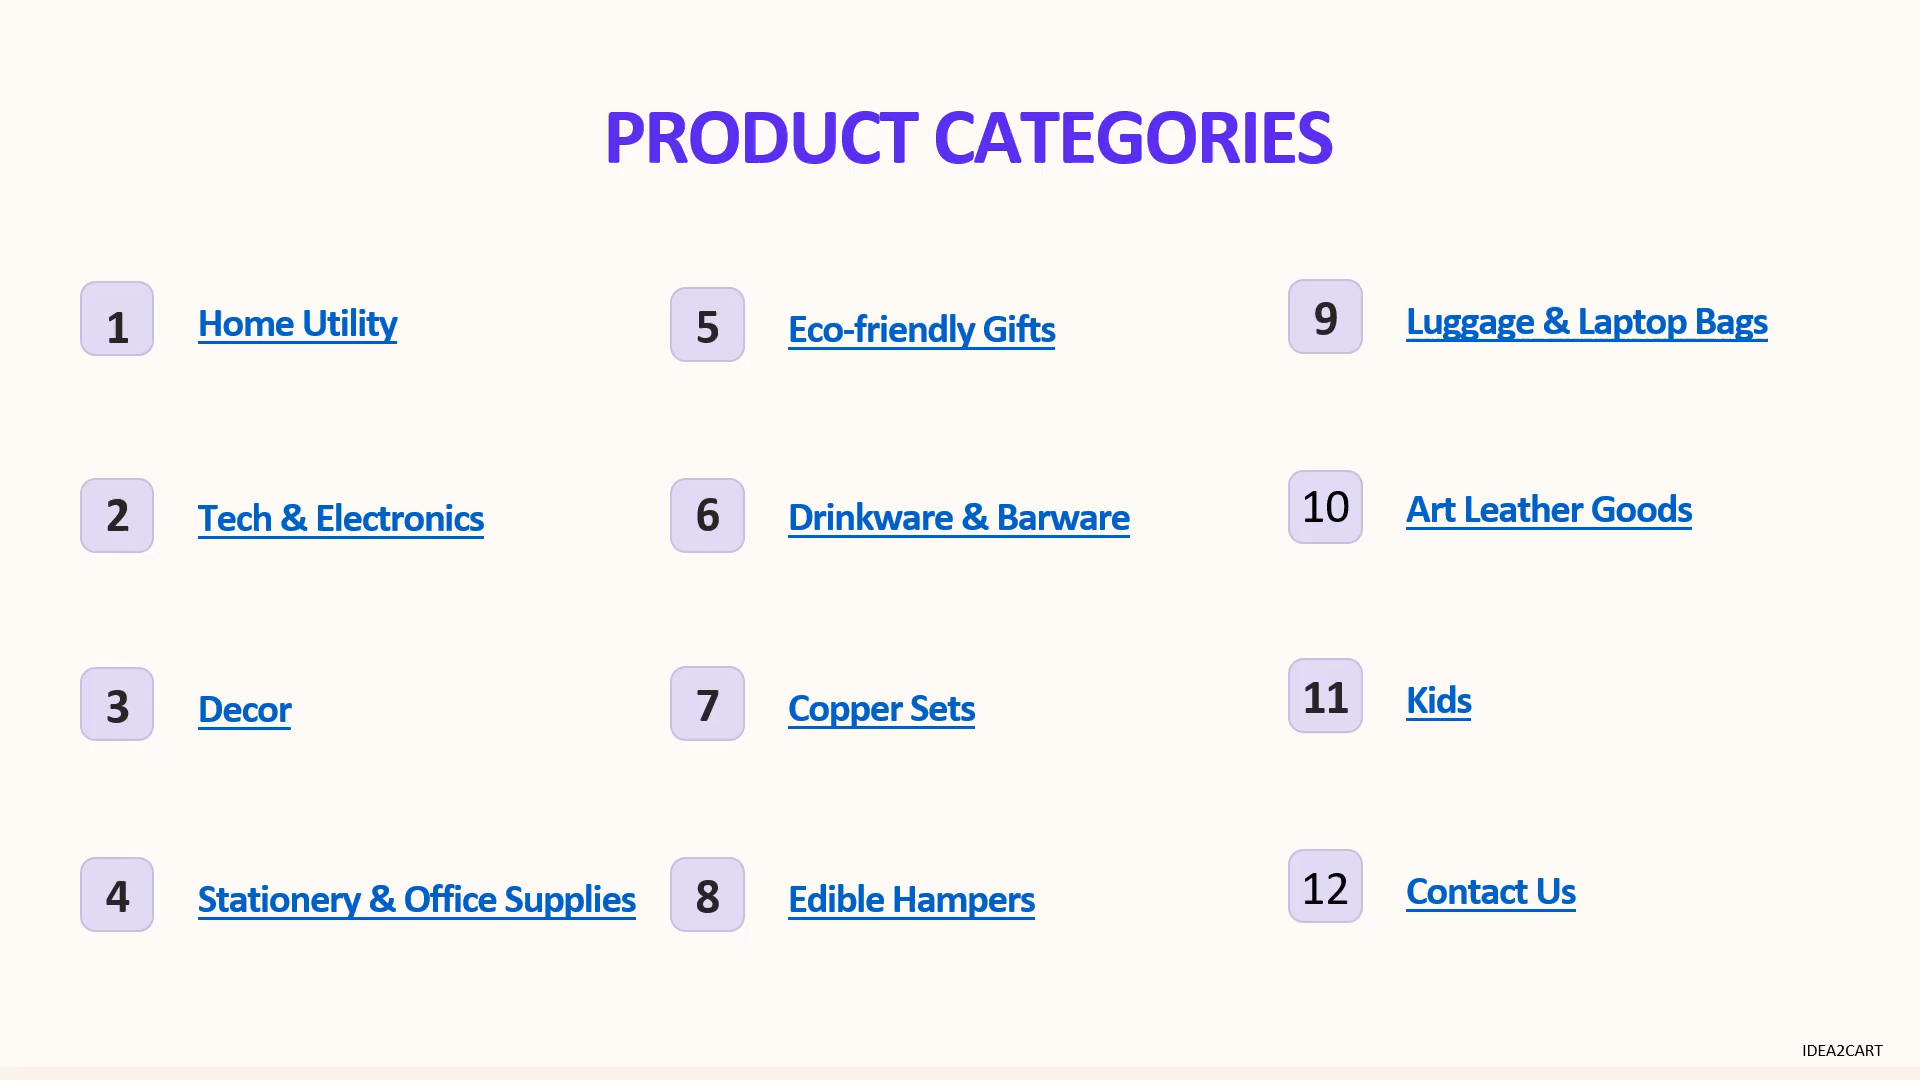 PRODUCT CATEGORIES
1 Home Utility
2 Tech & Electronics
3 Decor
4 Stationery & Office Supplies
5 Eco-friendly Gifts
6 Drinkware & Barware
7 Copper Sets
8 Edible Hampers
9 Luggage & Laptop Bags
10 Art Leather Goods
11 Kids
12 Contact Us
IDEA2CART